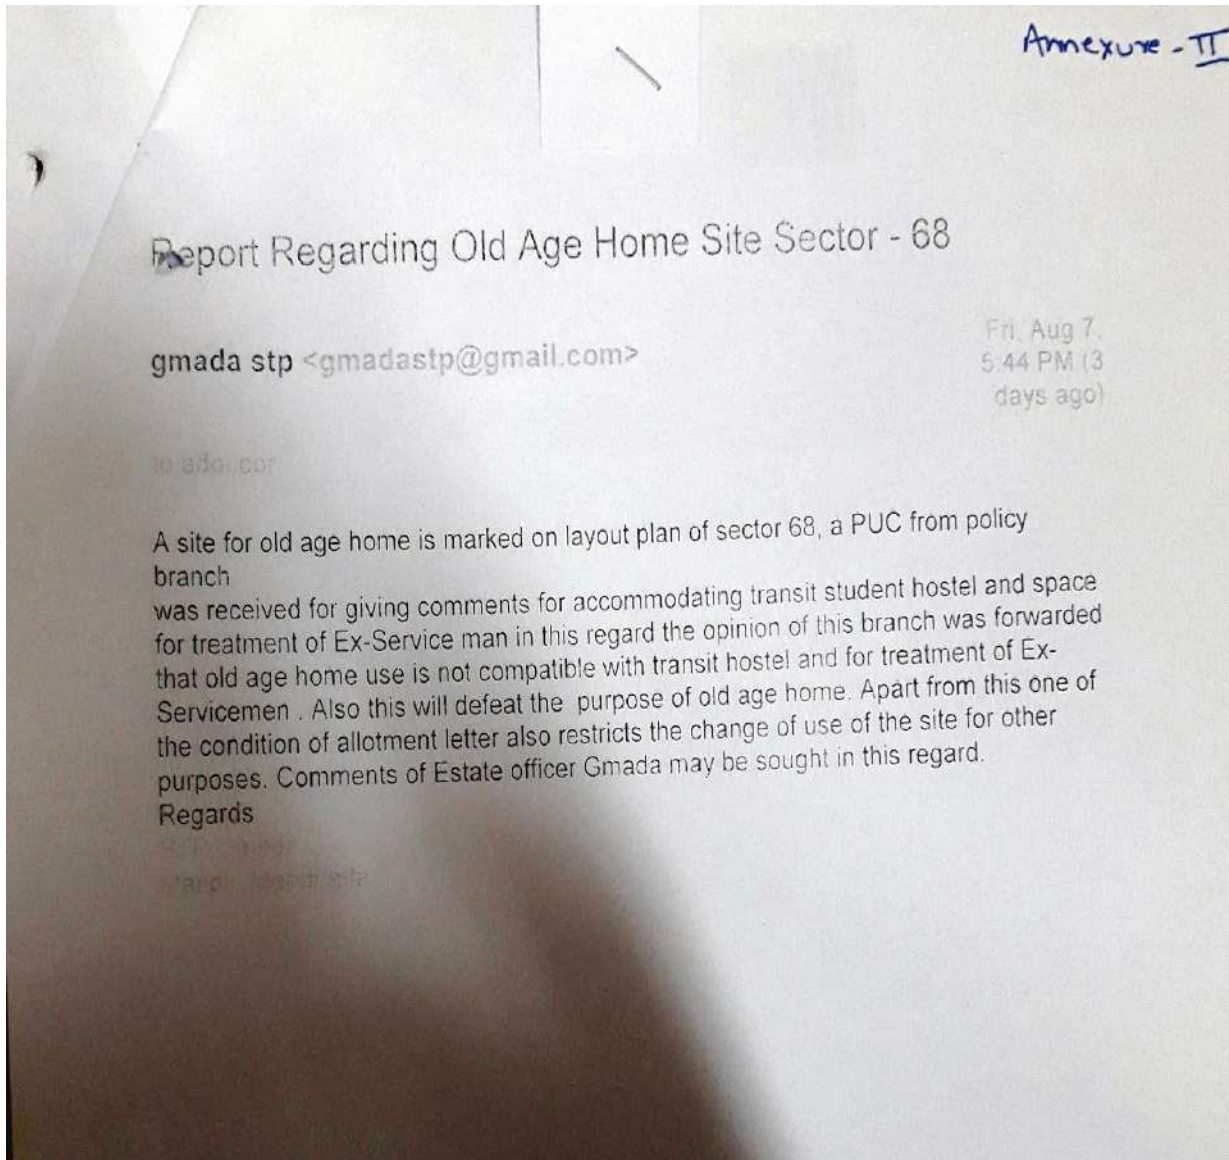 Annexure - II
Report Regarding Old Age Home Site Sector - 68
gmada stp <gmadastp@gmail.com>
Fri, Aug 7,
5:44 PM (3
days ago)
to
A site for old age home is marked on layout plan of sector 68, a PUC from policy
branch
was received for giving comments for accommodating transit student hostel and space
for treatment of Ex-Service man in this regard the opinion of this branch was forwarded
that old age home use is not compatible with transit hostel and for treatment of Ex-
Servicemen . Also this will defeat the purpose of old age home. Apart from this one of
the condition of allotment letter also restricts the change of use of the site for other
purposes. Comments of Estate officer Gmada may be sought in this regard.
Regards
site